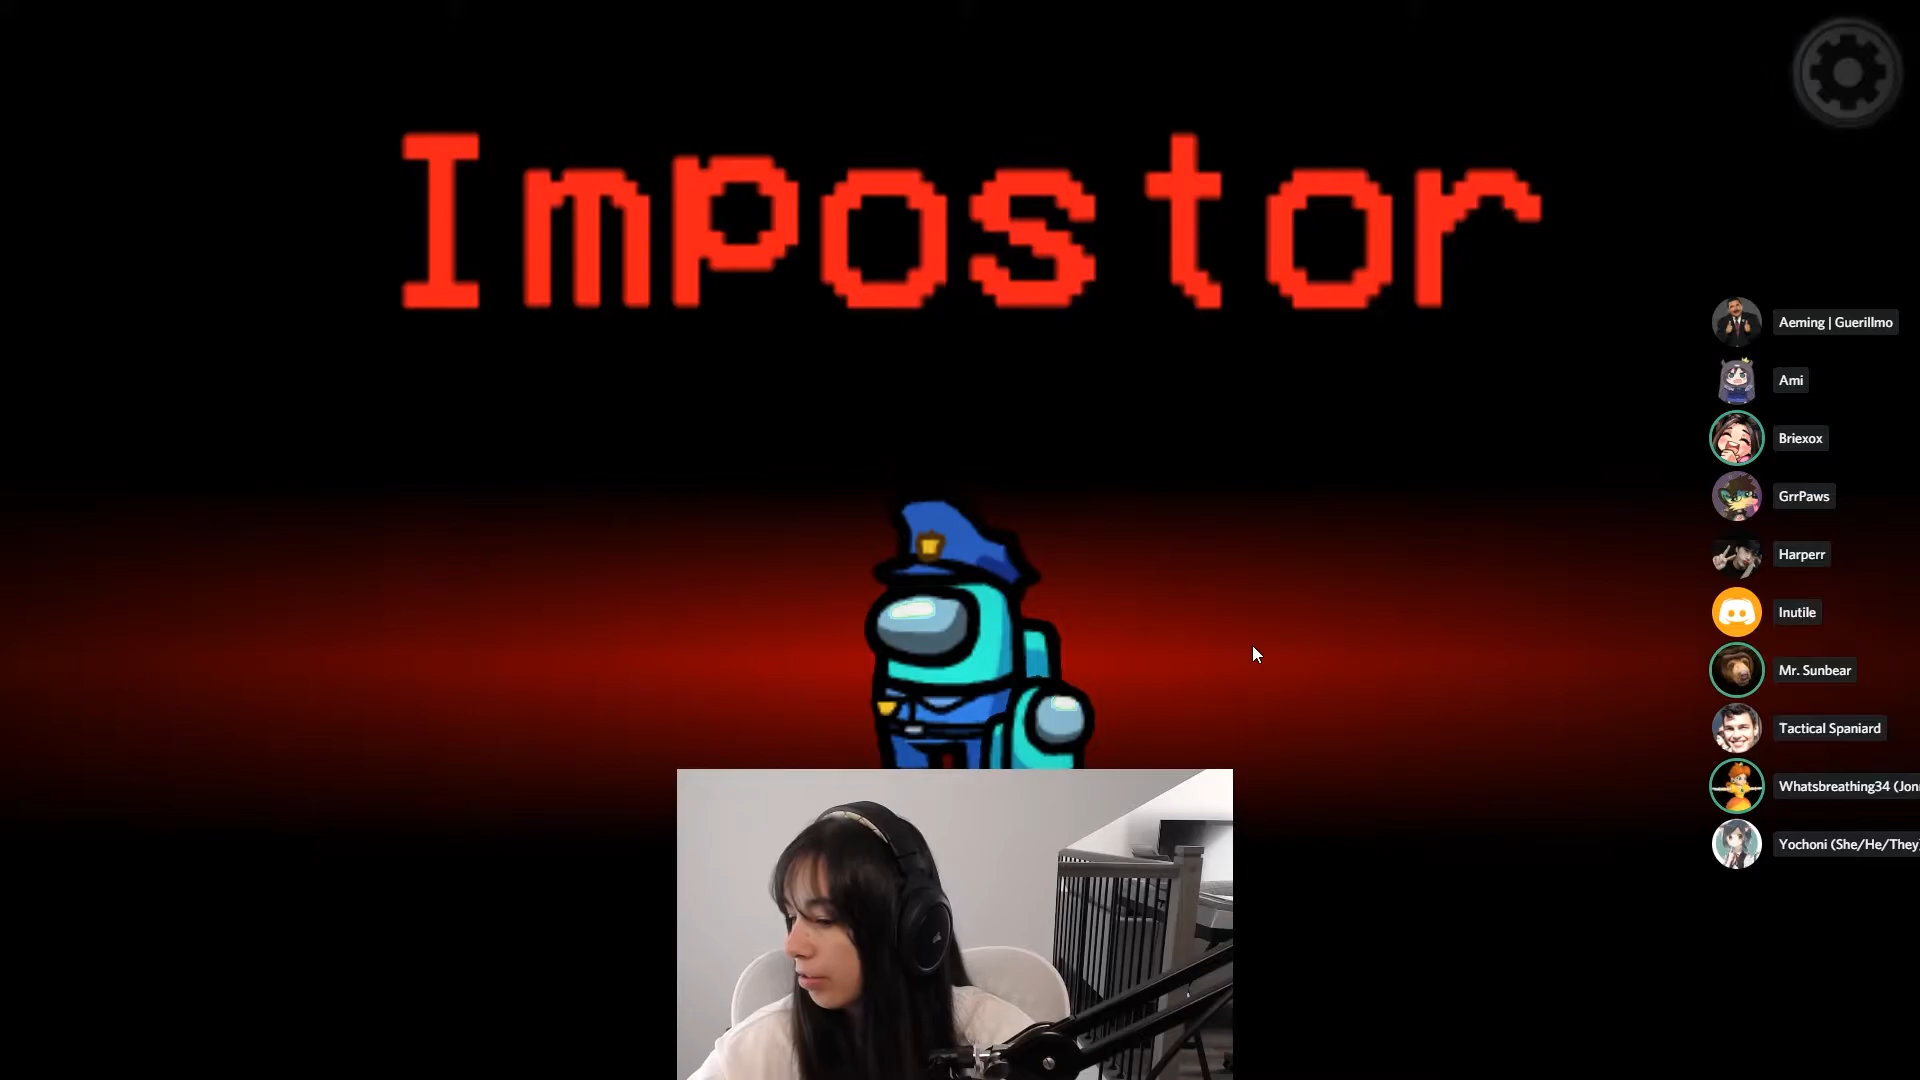 Impostor
Aeming | Guerillmo
Ami
Briexox
GrrPaws
Harperr
Inutile
Mr. Sunbear
Tactical Spaniard
Whatsbreathing34 (Jon
Yochoni (She/He/They